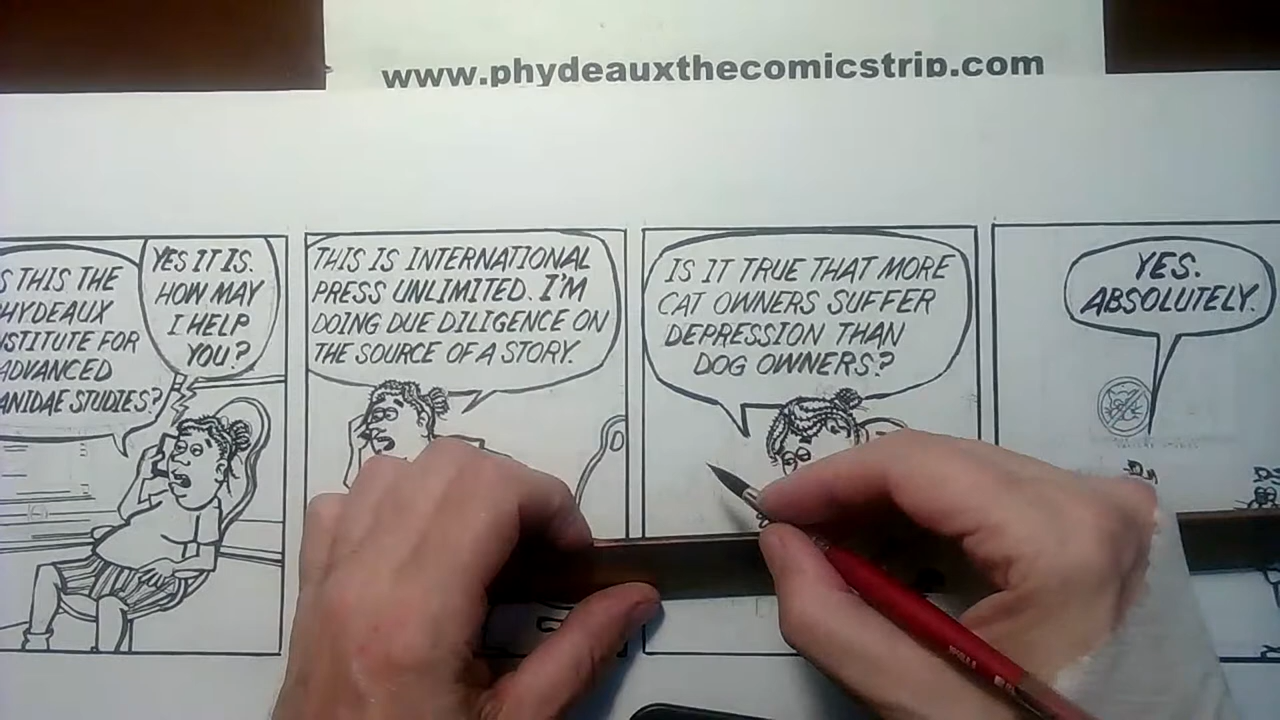 www.phydeauxthecomicstrip.com
S THIS THE
HYDEAUX
STITUTE FOR
ADVANCED
ANIDAE STUDIES?
YES IT IS.
HOW MAY
I HELP
YOU?
THIS IS INTERNATIONAL
PRESS UNLIMITED. I'M
DOING DUE DILIGENCE ON
THE SOURCE OF A STORY.
IS IT TRUE THAT MORE
CAT OWNERS SUFFER
DEPRESSION THAN
DOG OWNERS?
YES.
ABSOLUTELY.